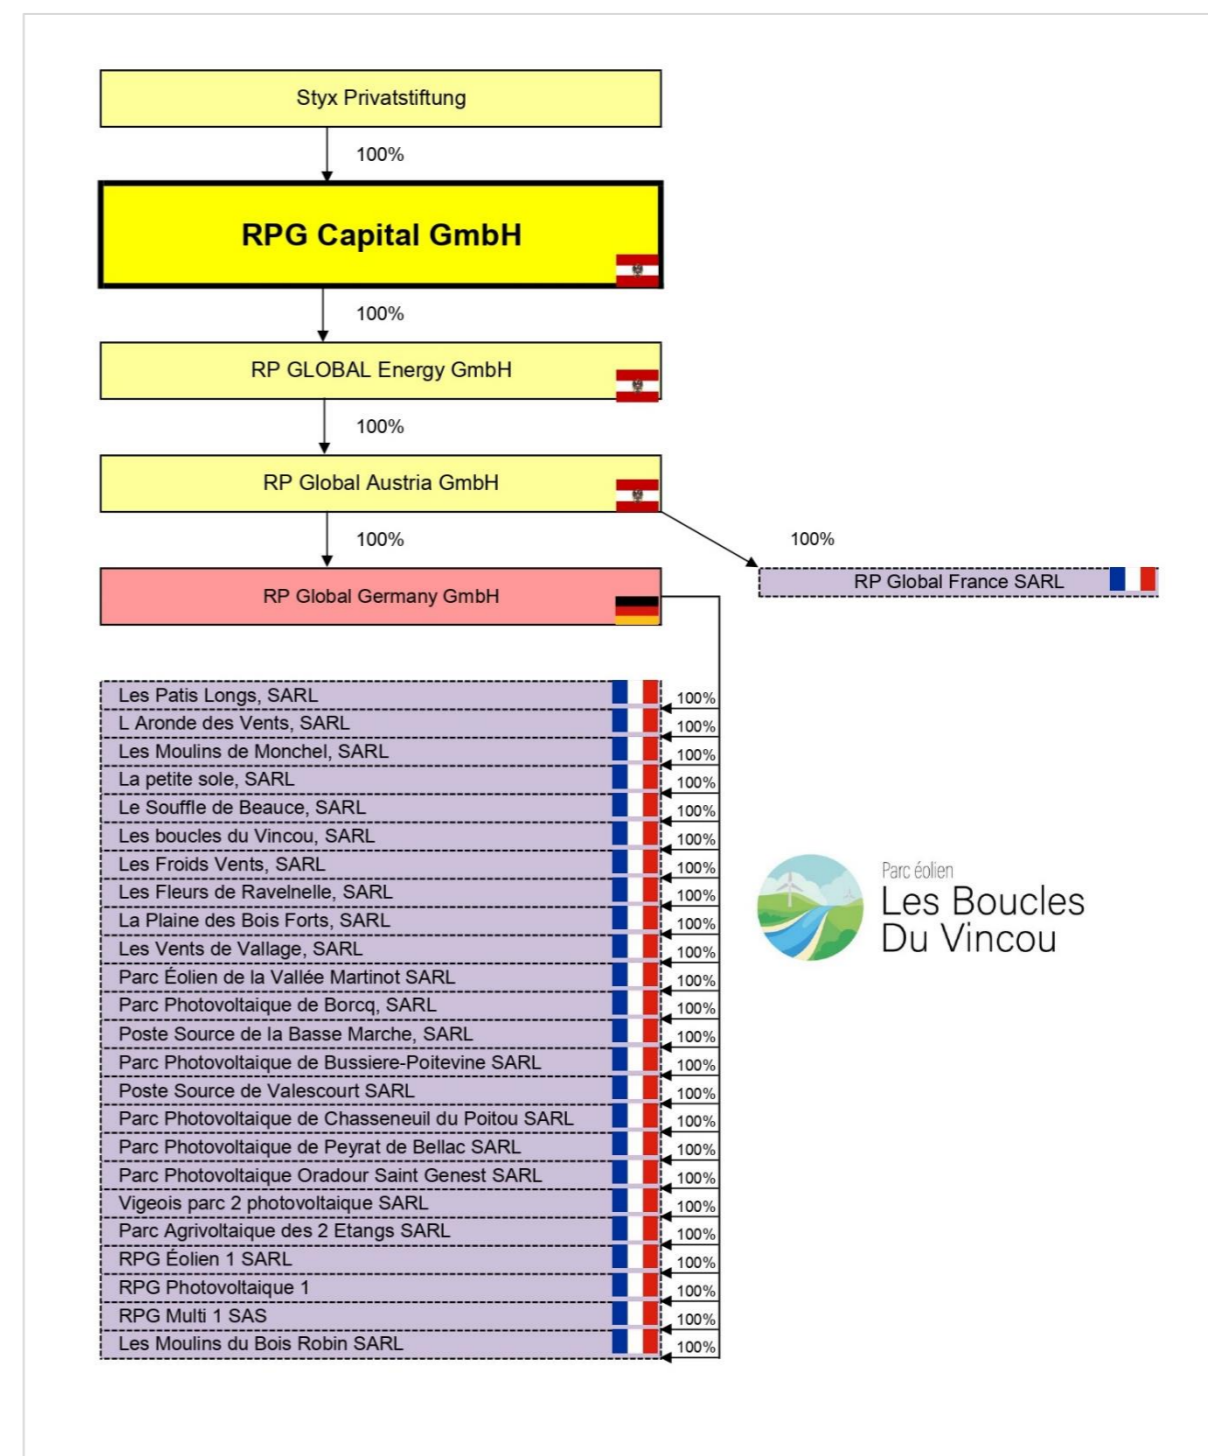 Styx Privatstiftung
100%
RPG Capital GmbH
100%
RP GLOBAL Energy GmbH
100%
RP Global Austria GmbH
100%
100%
RP Global France SARL
RP Global Germany GmbH
Les Patis Longs, SARL
100%
L Aronde des Vents, SARL
100%
Les Moulins de Monchel, SARL
100%
La petite sole, SARL
100%
Le Souffle de Beauce, SARL
100%
Les boucles du Vincou, SARL
100%
Les Froids Vents, SARL
100%
Les Fleurs de Ravelnelle, SARL
100%
La Plaine des Bois Forts, SARL
100%
Les Vents de Vallage, SARL
100%
Parc Éolien de la Vallée Martinot SARL
100%
Parc Photovoltaique de Borcq, SARL
100%
Poste Source de la Basse Marche, SARL
100%
Parc Photovoltaique de Bussiere-Poitevine SARL
100%
Poste Source de Valescourt SARL
100%
Parc Photovoltaique de Chasseneuil du Poitou SARL
100%
Parc Photovoltaique de Peyrat de Bellac SARL
100%
Parc Photovoltaique Oradour Saint Genest SARL
100%
Vigeois parc 2 photovoltaique SARL
100%
Parc Agrivoltaique des 2 Etangs SARL
100%
RPG Éolien 1 SARL
100%
RPG Photovoltaique 1
100%
RPG Multi 1 SAS
100%
Les Moulins du Bois Robin SARL
100%
Parc éolien
Les Boucles
Du Vincou